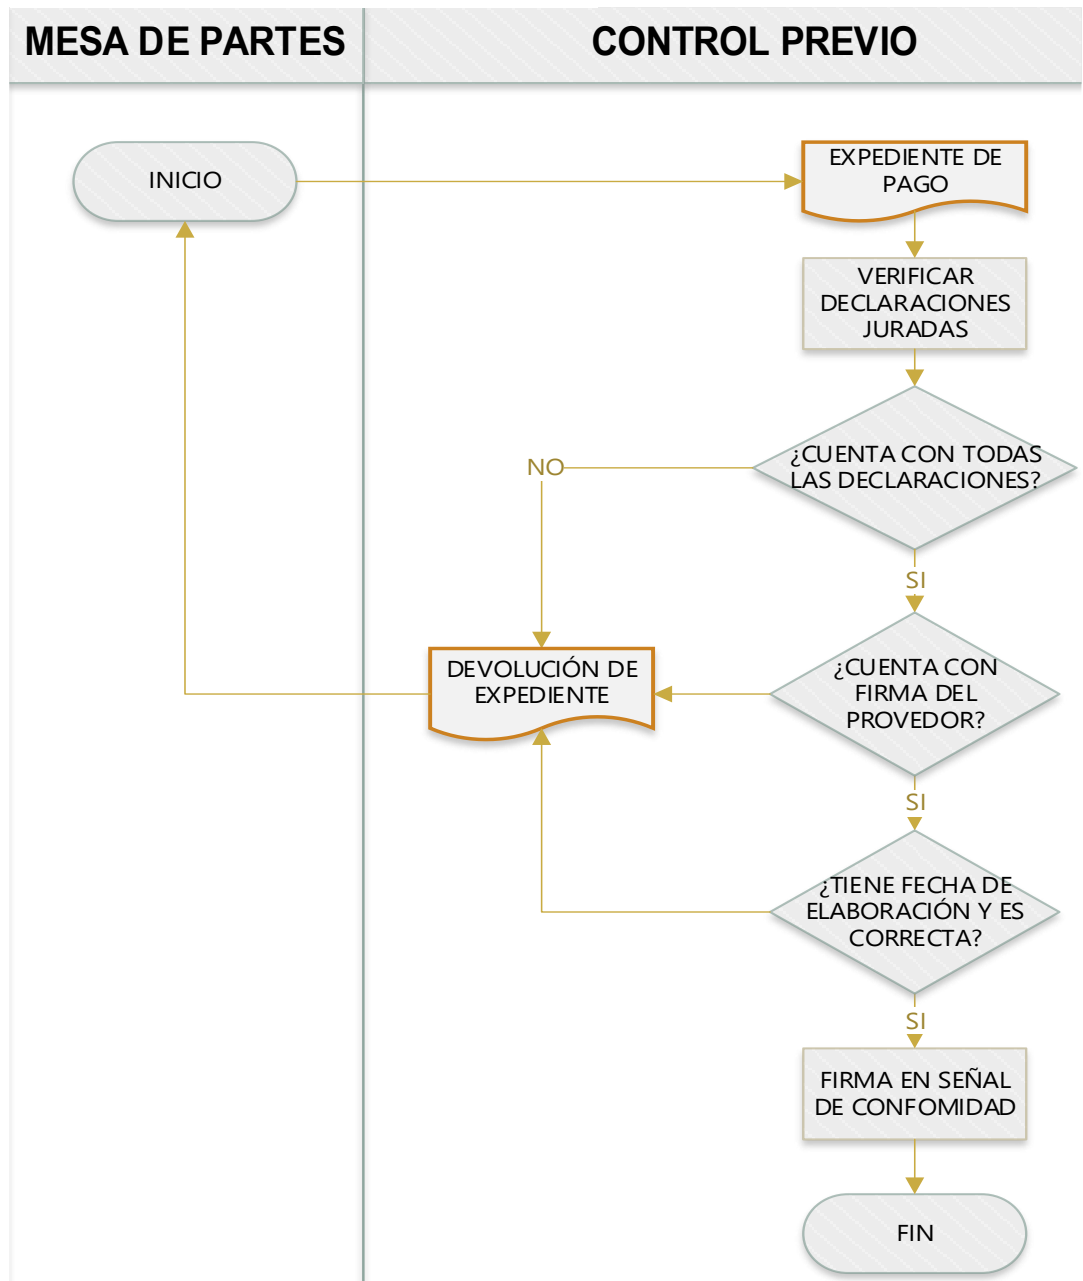 MESA DE PARTES
CONTROL PREVIO
INICIO
EXPEDIENTE DE
PAGO
VERIFICAR
DECLARACIONES
JURADAS
¿CUENTA CON TODAS
LAS DECLARACIONES?
NO
SI
DEVOLUCIÓN DE
EXPEDIENTE
¿CUENTA CON
FIRMA DEL
PROVEDOR?
SI
¿TIENE FECHA DE
ELABORACIÓN Y ES
CORRECTA?
SI
FIRMA EN SEÑAL
DE CONFOMIDAD
FIN